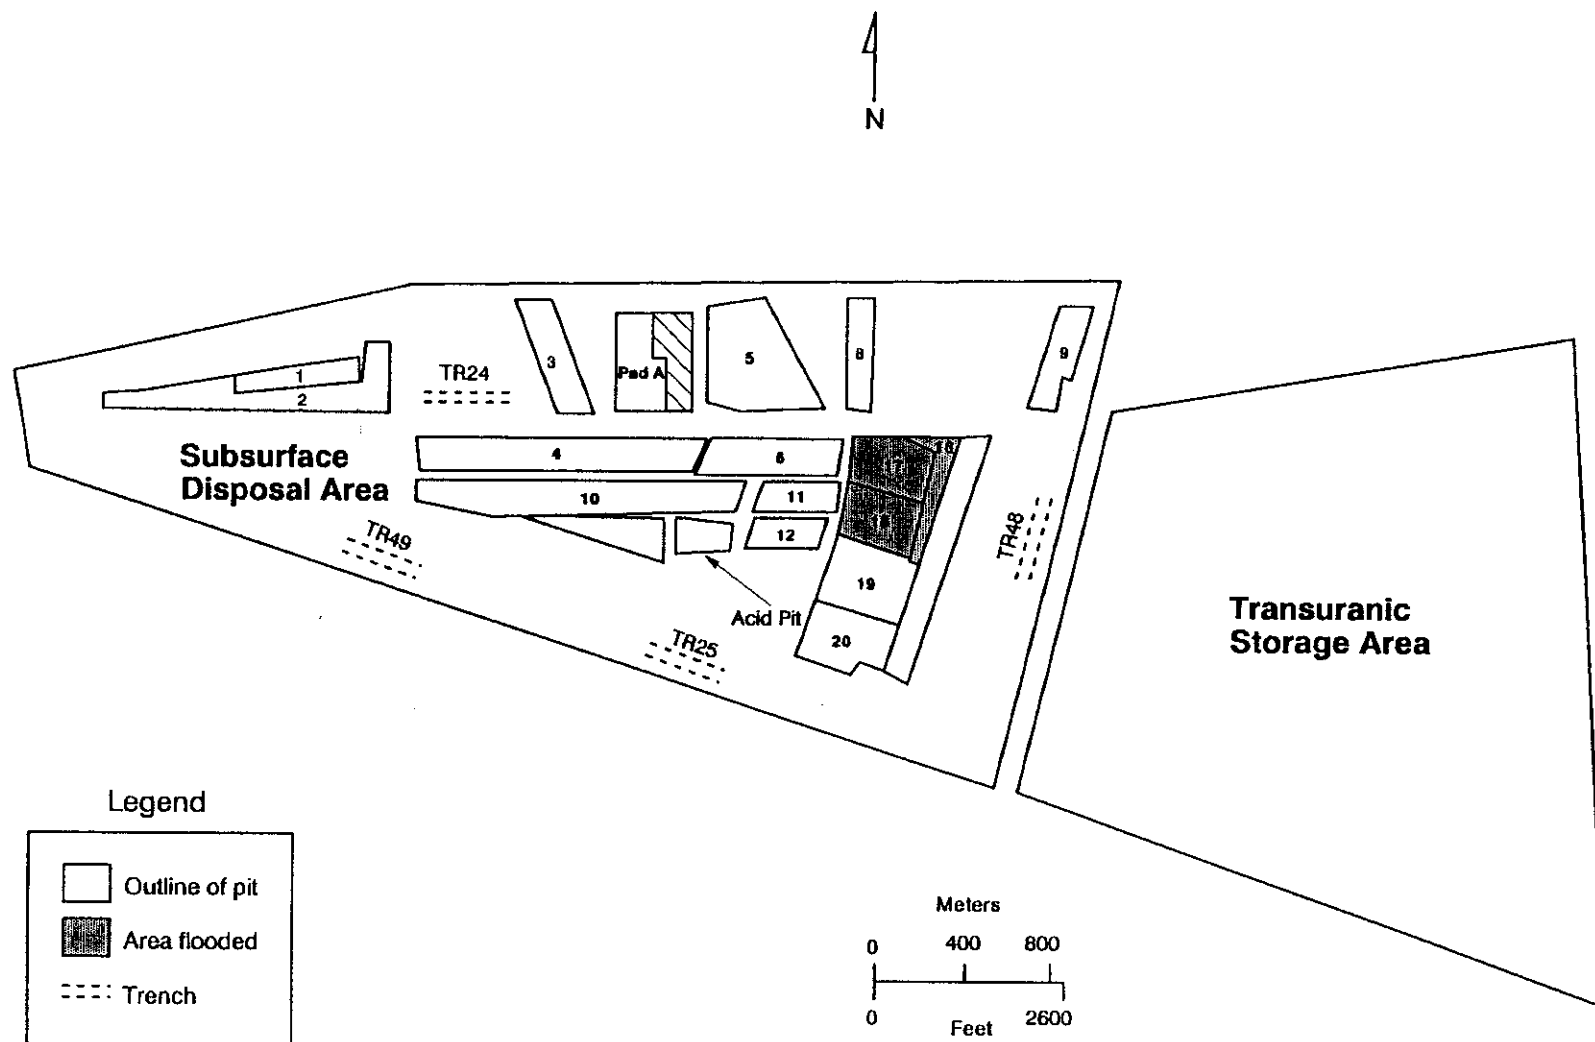 N
TR24
1
2
3
Pad A
5
8
9
Subsurface
Disposal Area
4
6
17
16
10
11
12
TR49
TR48
Acid Pit
19
20
TR25
Transuranic
Storage Area
Legend
Outline of pit
Area flooded
Trench
Meters
0 400 800
0 2600
Feet